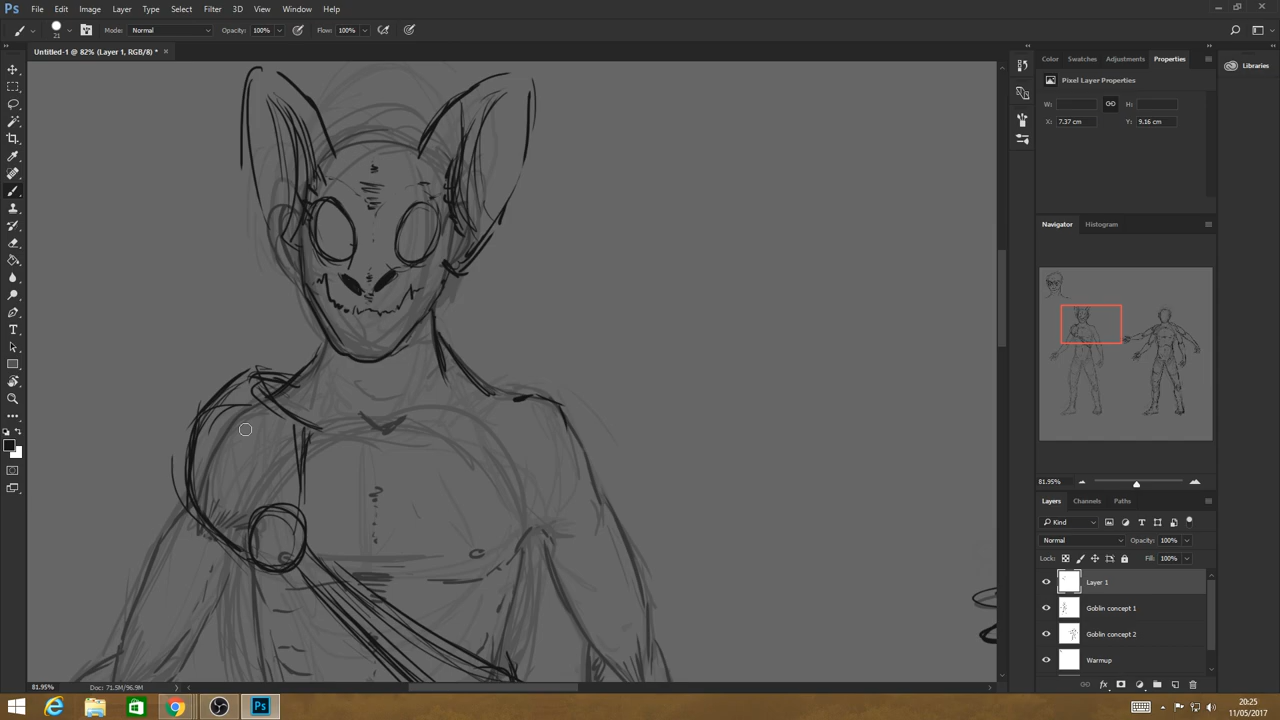 Ps File Edit Image Layer Type Select Filter 3D View Window Help
21 Mode: Normal Opacity: 100% Flow: 100%
Untitled-1 @ 82% (Layer 1, RGB/8) * ×
Color Swatches Adjustments Properties
Libraries
Pixel Layer Properties
W: H:
X: 7.37 cm Y: 9.16 cm
Navigator Histogram
81.95%
Layers Channels Paths
Kind
Normal Opacity: 100%
Lock: Fill: 100%
Layer 1
Goblin concept 1
Goblin concept 2
Warmup
81.95% Doc: 71.5M/96.9M
fx
Ps
20:25
11/05/2017